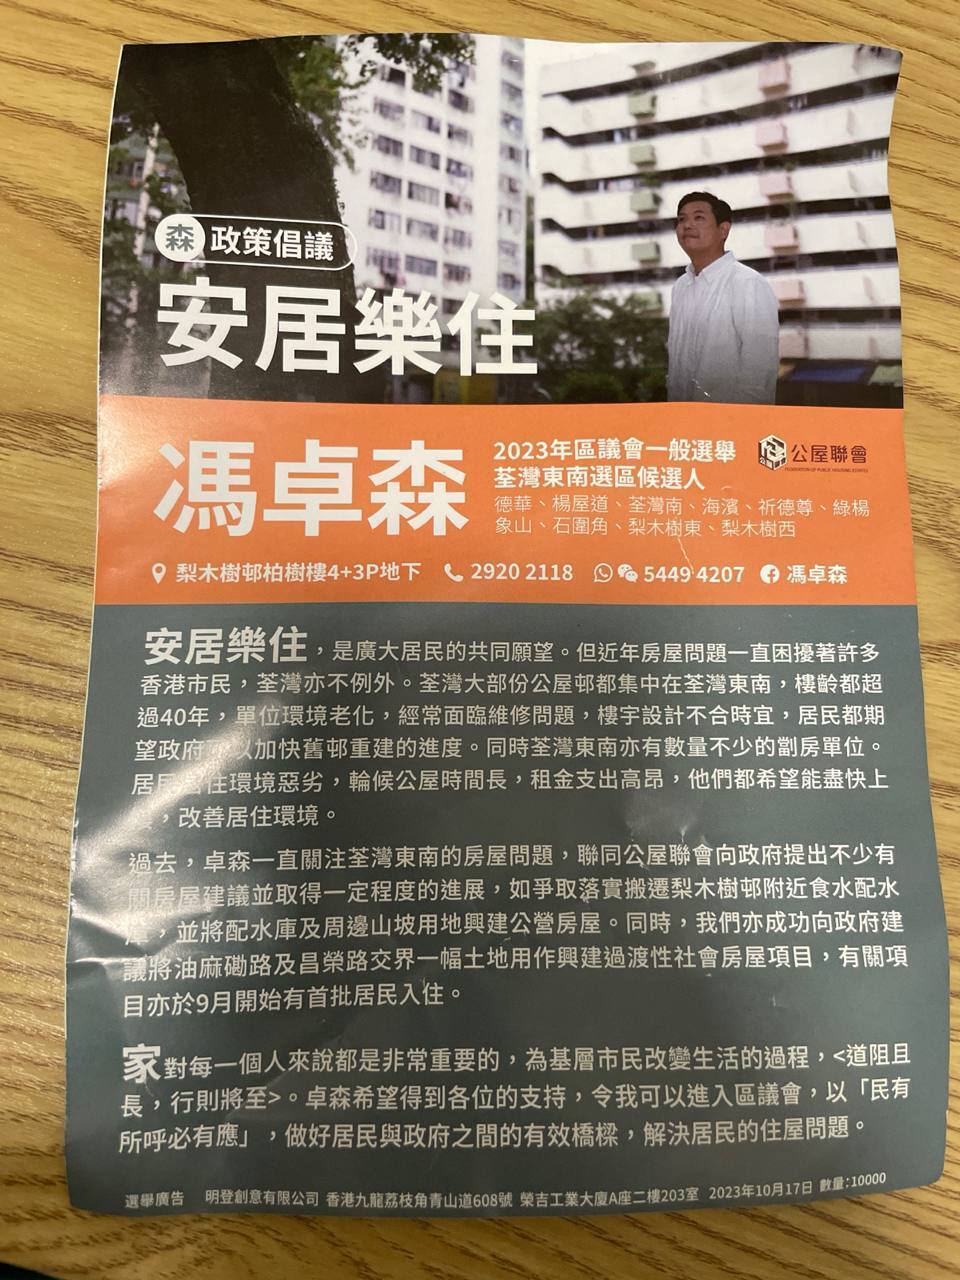 森 政策倡議
安居樂住
馮卓森
2023年區議會一般選舉
荃灣東南選區候選人
德華、楊屋道、荃灣南、海濱、祈德尊、綠楊
象山、石圍角、梨木樹東、梨木樹西
公屋聯會
FEDERATION OF PUBLIC HOUSING ESTATES
梨木樹邨柏樹樓4+3P地下 2920 2118 5449 4207 馮卓森
安居樂住，是廣大居民的共同願望。但近年房屋問題一直困擾著許多
香港市民，荃灣亦不例外。荃灣大部份公屋邨都集中在荃灣東南，樓齡都超
過40年，單位環境老化，經常面臨維修問題，樓宇設計不合時宜，居民都期
望政府可以加快舊邨重建的進度。同時荃灣東南亦有數量不少的劏房單位。
居民居住環境惡劣，輪候公屋時間長，租金支出高昂，他們都希望能盡快上
，改善居住環境。
過去，卓森一直關注荃灣東南的房屋問題，聯同公屋聯會向政府提出不少有
關房屋建議並取得一定程度的進展，如爭取落實搬遷梨木樹邨附近食水配水
，並將配水庫及周邊山坡用地興建公營房屋。同時，我們亦成功向政府建
議將油麻磡路及昌榮路交界一幅土地用作興建過渡性社會房屋項目，有關項
目亦於9月開始有首批居民入住。
家對每一個人來說都是非常重要的，為基層市民改變生活的過程，<道阻且
長，行則將至>。卓森希望得到各位的支持，令我可以進入區議會，以「民有
所呼必有應」，做好居民與政府之間的有效橋樑，解決居民的住屋問題。
選舉廣告 明登創意有限公司 香港九龍荔枝角青山道608號 榮吉工業大廈A座二樓203室 2023年10月17日 數量：10000